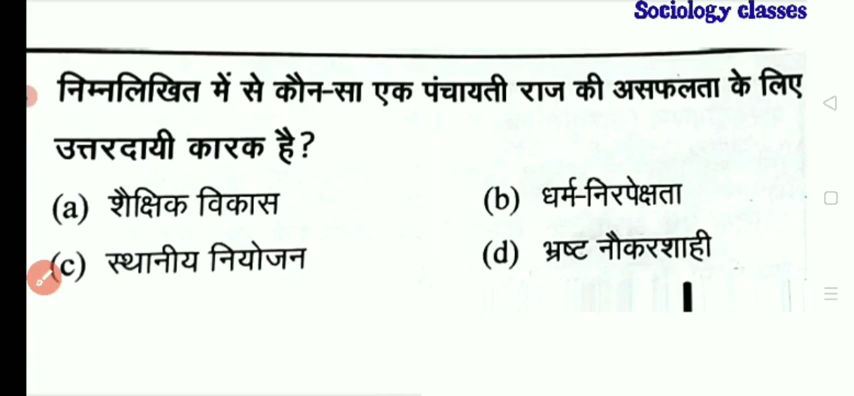 Sociology classes
निम्नलिखित में से कौन-सा एक पंचायती राज की असफलता के लिए
उत्तरदायी कारक है?
(a) शैक्षिक विकास
(b) धर्म-निरपेक्षता
(c) स्थानीय नियोजन
(d) भ्रष्ट नौकरशाही